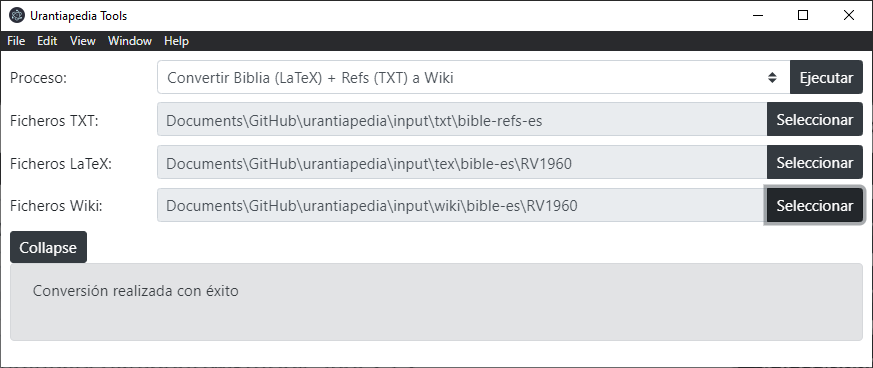 Urantiapedia Tools
File Edit View Window Help
Proceso: Convertir Biblia (LaTeX) + Refs (TXT) a Wiki Ejecutar
Ficheros TXT: Documents\GitHub\urantiapedia\input\txt\bible-refs-es Seleccionar
Ficheros LaTeX: Documents\GitHub\urantiapedia\input\tex\bible-es\RV1960 Seleccionar
Ficheros Wiki: Documents\GitHub\urantiapedia\input\wiki\bible-es\RV1960 Seleccionar
Collapse
Conversión realizada con éxito